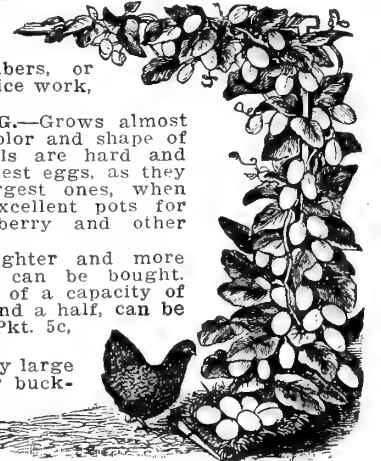 bers, or
ice work,
G.—Grows almost
olor and shape of
ls are hard and
est eggs, as they
rgest ones, when
xcellent pots for
berry and other
ghter and more
can be bought.
of a capacity of
nd a half, can be
Pkt. 5c,
y large
buck-